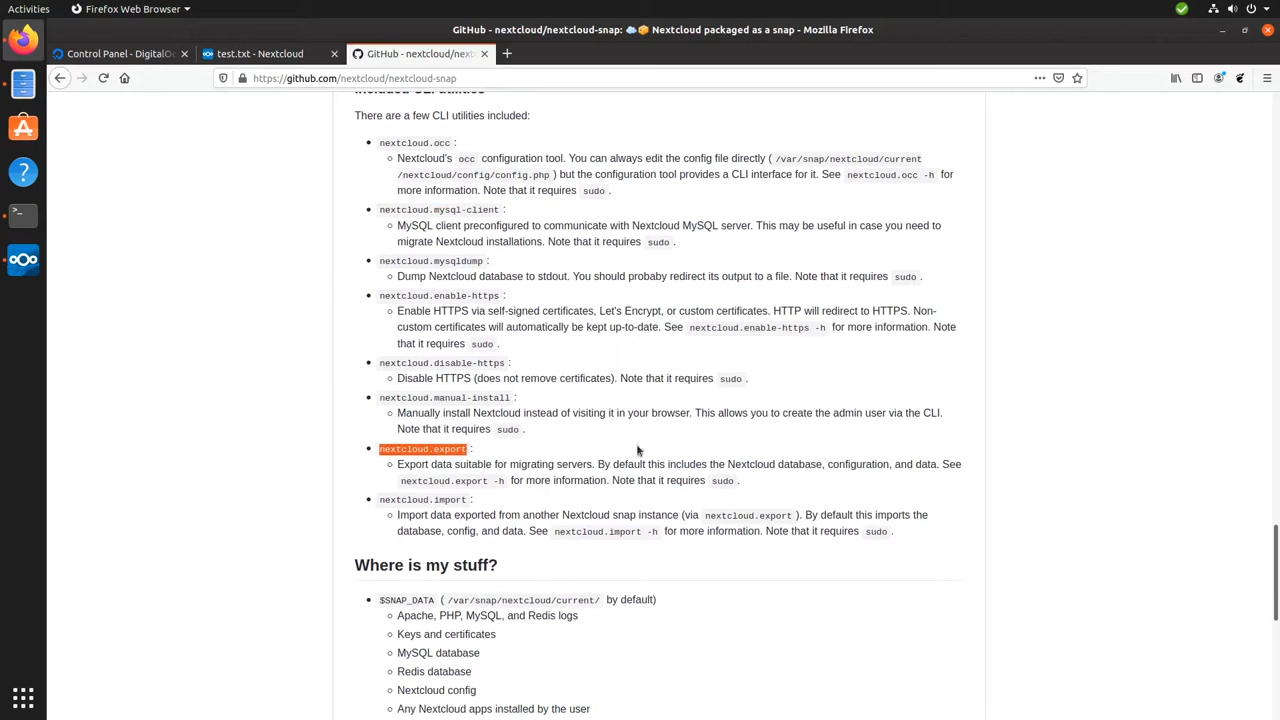 Activities
Firefox Web Browser
GitHub - nextcloud/nextcloud-snap: ☁️📦 Nextcloud packaged as a snap - Mozilla Firefox
Control Panel - DigitalOc
test.txt - Nextcloud
GitHub - nextcloud/next
https://github.com/nextcloud/nextcloud-snap
Included CLI utilities
There are a few CLI utilities included:
nextcloud.occ :
Nextcloud's occ configuration tool. You can always edit the config file directly ( /var/snap/nextcloud/current
/nextcloud/config/config.php ) but the configuration tool provides a CLI interface for it. See nextcloud.occ -h for
more information. Note that it requires sudo .
nextcloud.mysql-client :
MySQL client preconfigured to communicate with Nextcloud MySQL server. This may be useful in case you need to
migrate Nextcloud installations. Note that it requires sudo .
nextcloud.mysqldump :
Dump Nextcloud database to stdout. You should probaby redirect its output to a file. Note that it requires sudo .
nextcloud.enable-https :
Enable HTTPS via self-signed certificates, Let's Encrypt, or custom certificates. HTTP will redirect to HTTPS. Non-
custom certificates will automatically be kept up-to-date. See nextcloud.enable-https -h for more information. Note
that it requires sudo .
nextcloud.disable-https :
Disable HTTPS (does not remove certificates). Note that it requires sudo .
nextcloud.manual-install :
Manually install Nextcloud instead of visiting it in your browser. This allows you to create the admin user via the CLI.
Note that it requires sudo .
nextcloud.export :
Export data suitable for migrating servers. By default this includes the Nextcloud database, configuration, and data. See
nextcloud.export -h for more information. Note that it requires sudo .
nextcloud.import :
Import data exported from another Nextcloud snap instance (via nextcloud.export ). By default this imports the
database, config, and data. See nextcloud.import -h for more information. Note that it requires sudo .
Where is my stuff?
$SNAP_DATA ( /var/snap/nextcloud/current/ by default)
Apache, PHP, MySQL, and Redis logs
Keys and certificates
MySQL database
Redis database
Nextcloud config
Any Nextcloud apps installed by the user